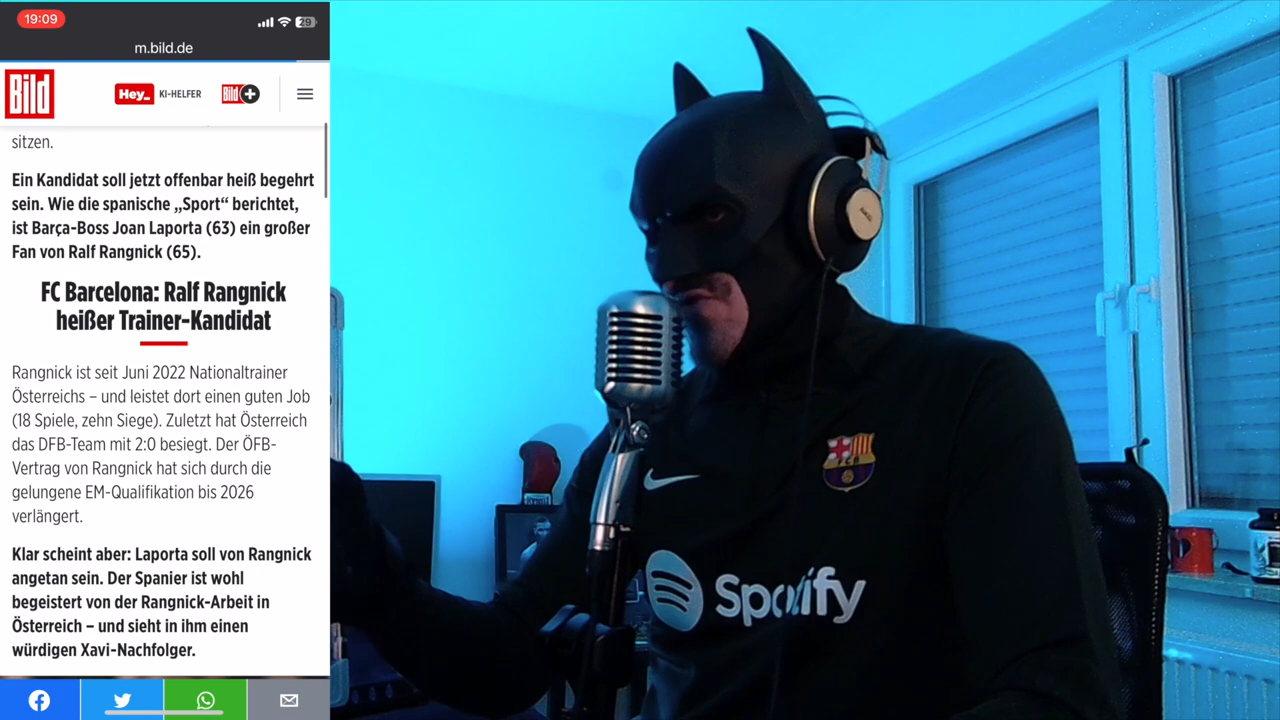 19:09
29
m.bild.de
Bild
Hey_
KI-HELFER
Bild+
sitzen.
Ein Kandidat soll jetzt offenbar heiß begehrt
sein. Wie die spanische „Sport“ berichtet,
ist Barça-Boss Joan Laporta (63) ein großer
Fan von Ralf Rangnick (65).
FC Barcelona: Ralf Rangnick
heißer Trainer-Kandidat
Rangnick ist seit Juni 2022 Nationaltrainer
Österreichs – und leistet dort einen guten Job
(18 Spiele, zehn Siege). Zuletzt hat Österreich
das DFB-Team mit 2:0 besiegt. Der ÖFB-
Vertrag von Rangnick hat sich durch die
gelungene EM-Qualifikation bis 2026
verlängert.
Klar scheint aber: Laporta soll von Rangnick
angetan sein. Der Spanier ist wohl
begeistert von der Rangnick-Arbeit in
Österreich – und sieht in ihm einen
würdigen Xavi-Nachfolger.
FCB
Spotify